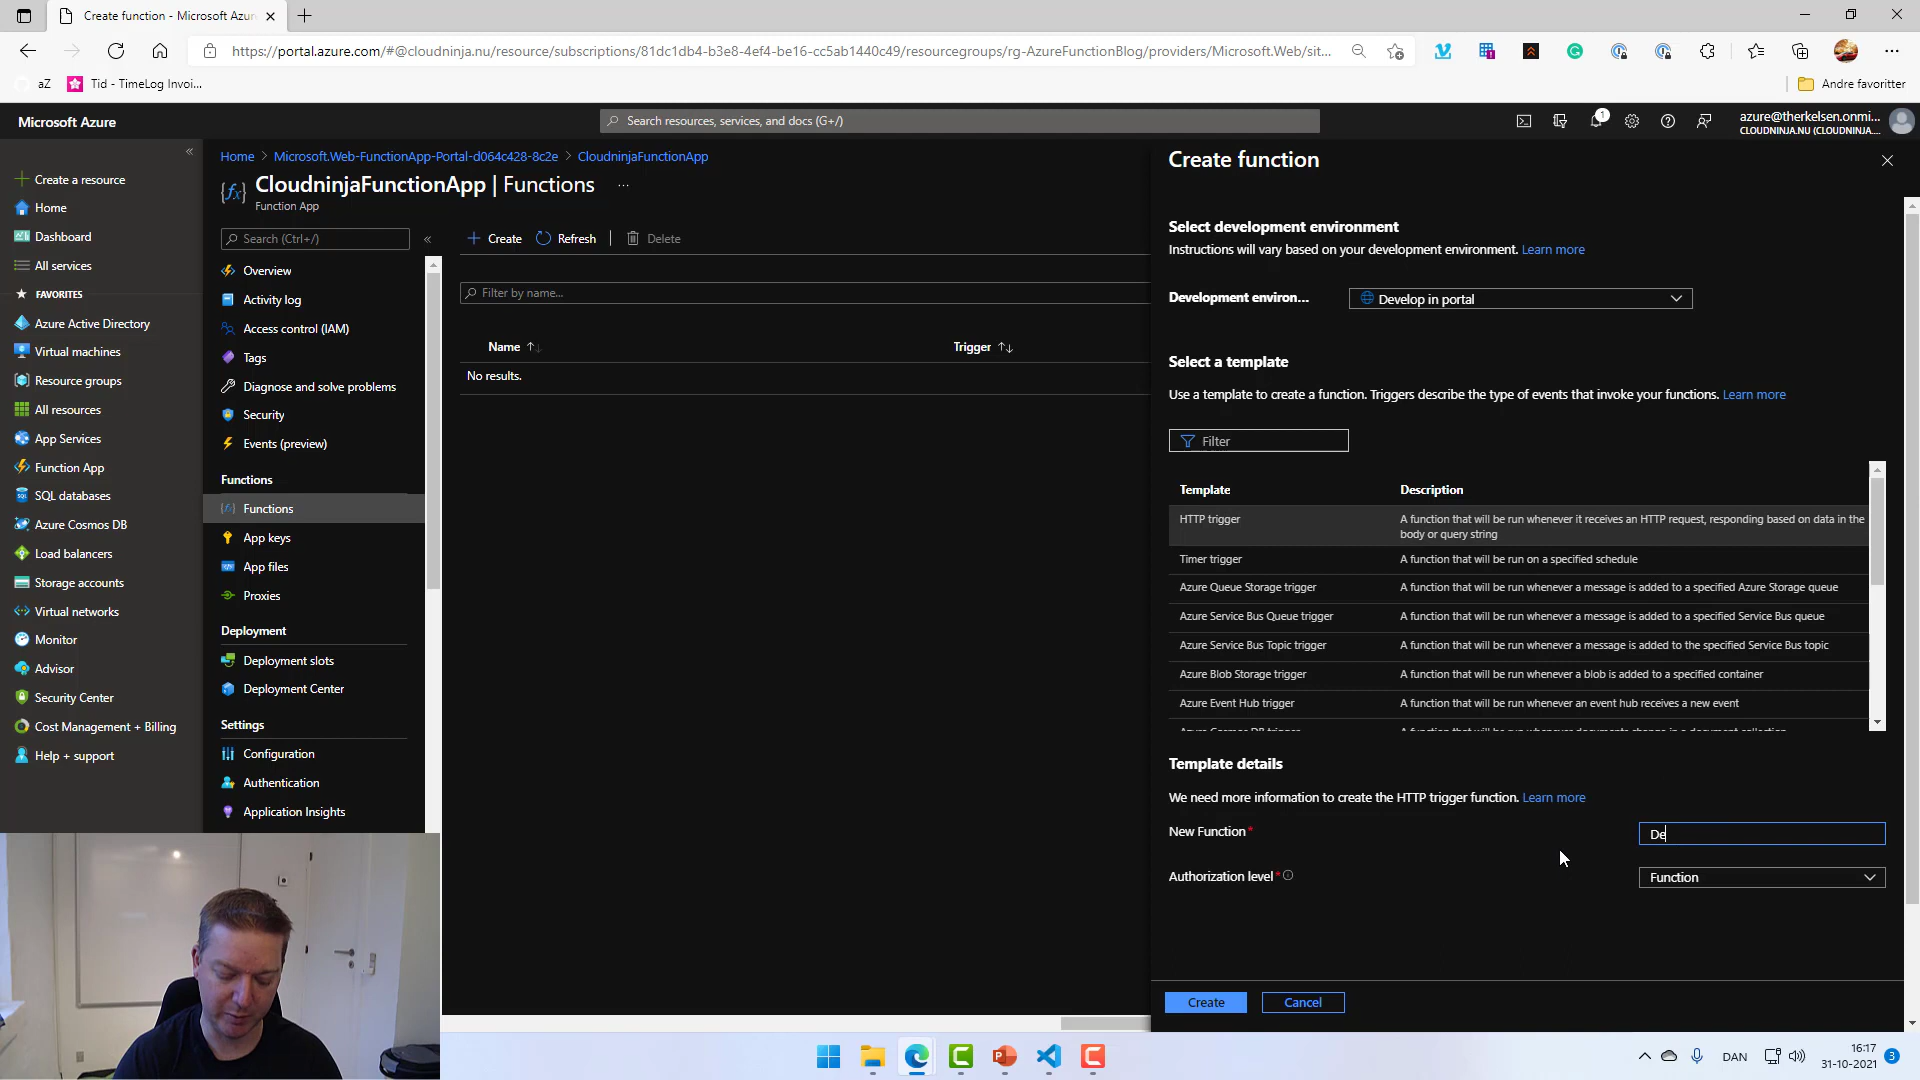 Create function - Microsoft Azur
https://portal.azure.com/#@cloudninja.nu/resource/subscriptions/81dc1db4-b3e8-4ef4-be16-cc5ab1440c49/resourcegroups/rg-AzureFunctionBlog/providers/Microsoft.Web/sit...
aZ
Tid - TimeLog Invoi...
Andre favoritter
Microsoft Azure
Search resources, services, and docs (G+/)
1
azure@therkelsen.onmi...
CLOUDNINJA.NU (CLOUDNINJA....
Create a resource
Home
Dashboard
All services
FAVORITES
Azure Active Directory
Virtual machines
Resource groups
All resources
App Services
Function App
SQL databases
Azure Cosmos DB
Load balancers
Storage accounts
Virtual networks
Monitor
Advisor
Security Center
Cost Management + Billing
Help + support
Home > Microsoft.Web-FunctionApp-Portal-d064c428-8c2e > CloudninjaFunctionApp
CloudninjaFunctionApp | Functions ...
Function App
Search (Ctrl+/)
Overview
Activity log
Access control (IAM)
Tags
Diagnose and solve problems
Security
Events (preview)
Functions
Functions
App keys
App files
Proxies
Deployment
Deployment slots
Deployment Center
Settings
Configuration
Authentication
Application Insights
Create
Refresh
Delete
Filter by name...
Name
Trigger
No results.
Create function
Select development environment
Instructions will vary based on your development environment. Learn more
Development environ...
Develop in portal
Select a template
Use a template to create a function. Triggers describe the type of events that invoke your functions. Learn more
Filter
Template Description
HTTP trigger A function that will be run whenever it receives an HTTP request, responding based on data in the
body or query string
Timer trigger A function that will be run on a specified schedule
Azure Queue Storage trigger A function that will be run whenever a message is added to a specified Azure Storage queue
Azure Service Bus Queue trigger A function that will be run whenever a message is added to a specified Service Bus queue
Azure Service Bus Topic trigger A function that will be run whenever a message is added to the specified Service Bus topic
Azure Blob Storage trigger A function that will be run whenever a blob is added to a specified container
Azure Event Hub trigger A function that will be run whenever an event hub receives a new event
Azure Cosmos DB trigger A function that will be run whenever documents change in a document collection
Template details
We need more information to create the HTTP trigger function. Learn more
New Function*
De
Authorization level*
Function
Create
Cancel
DAN
16:17
31-10-2021
3